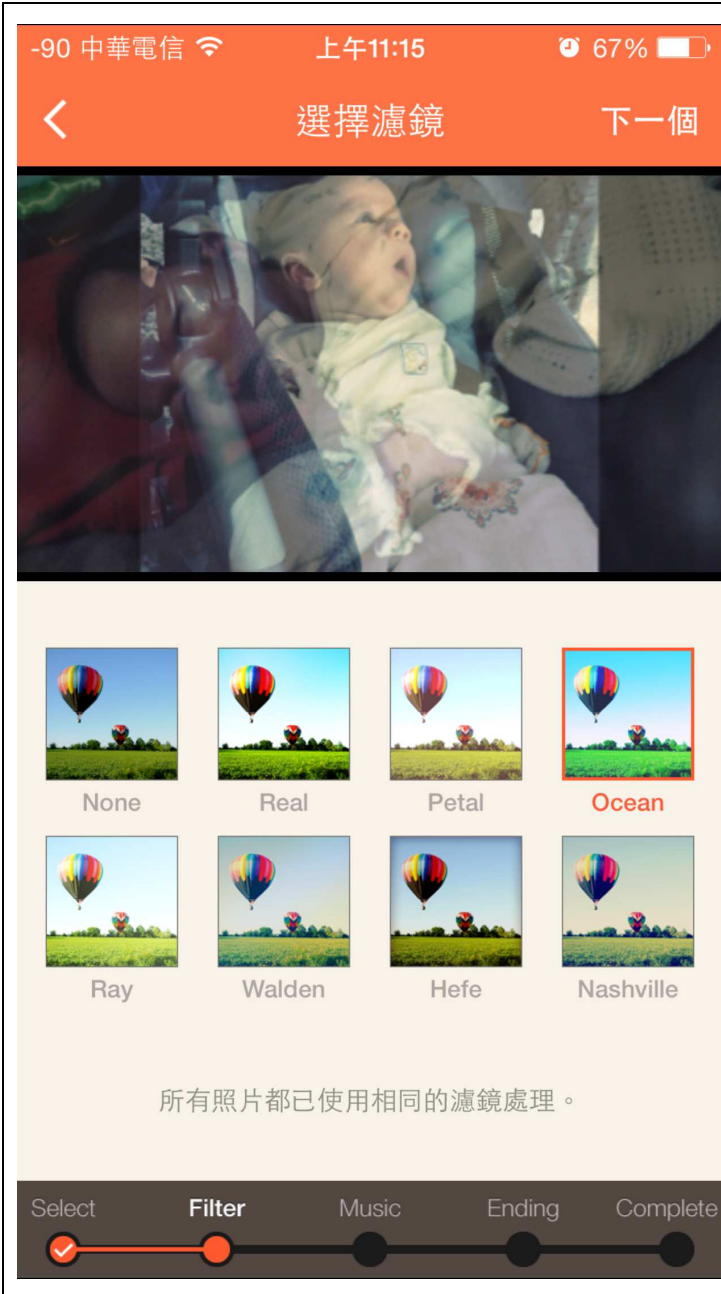 -90 中華電信 上午11:15 67%
選擇濾鏡 下一個
None Real Petal Ocean
Ray Walden Hefe Nashville
所有照片都已使用相同的濾鏡處理。
Select Filter Music Ending Complete